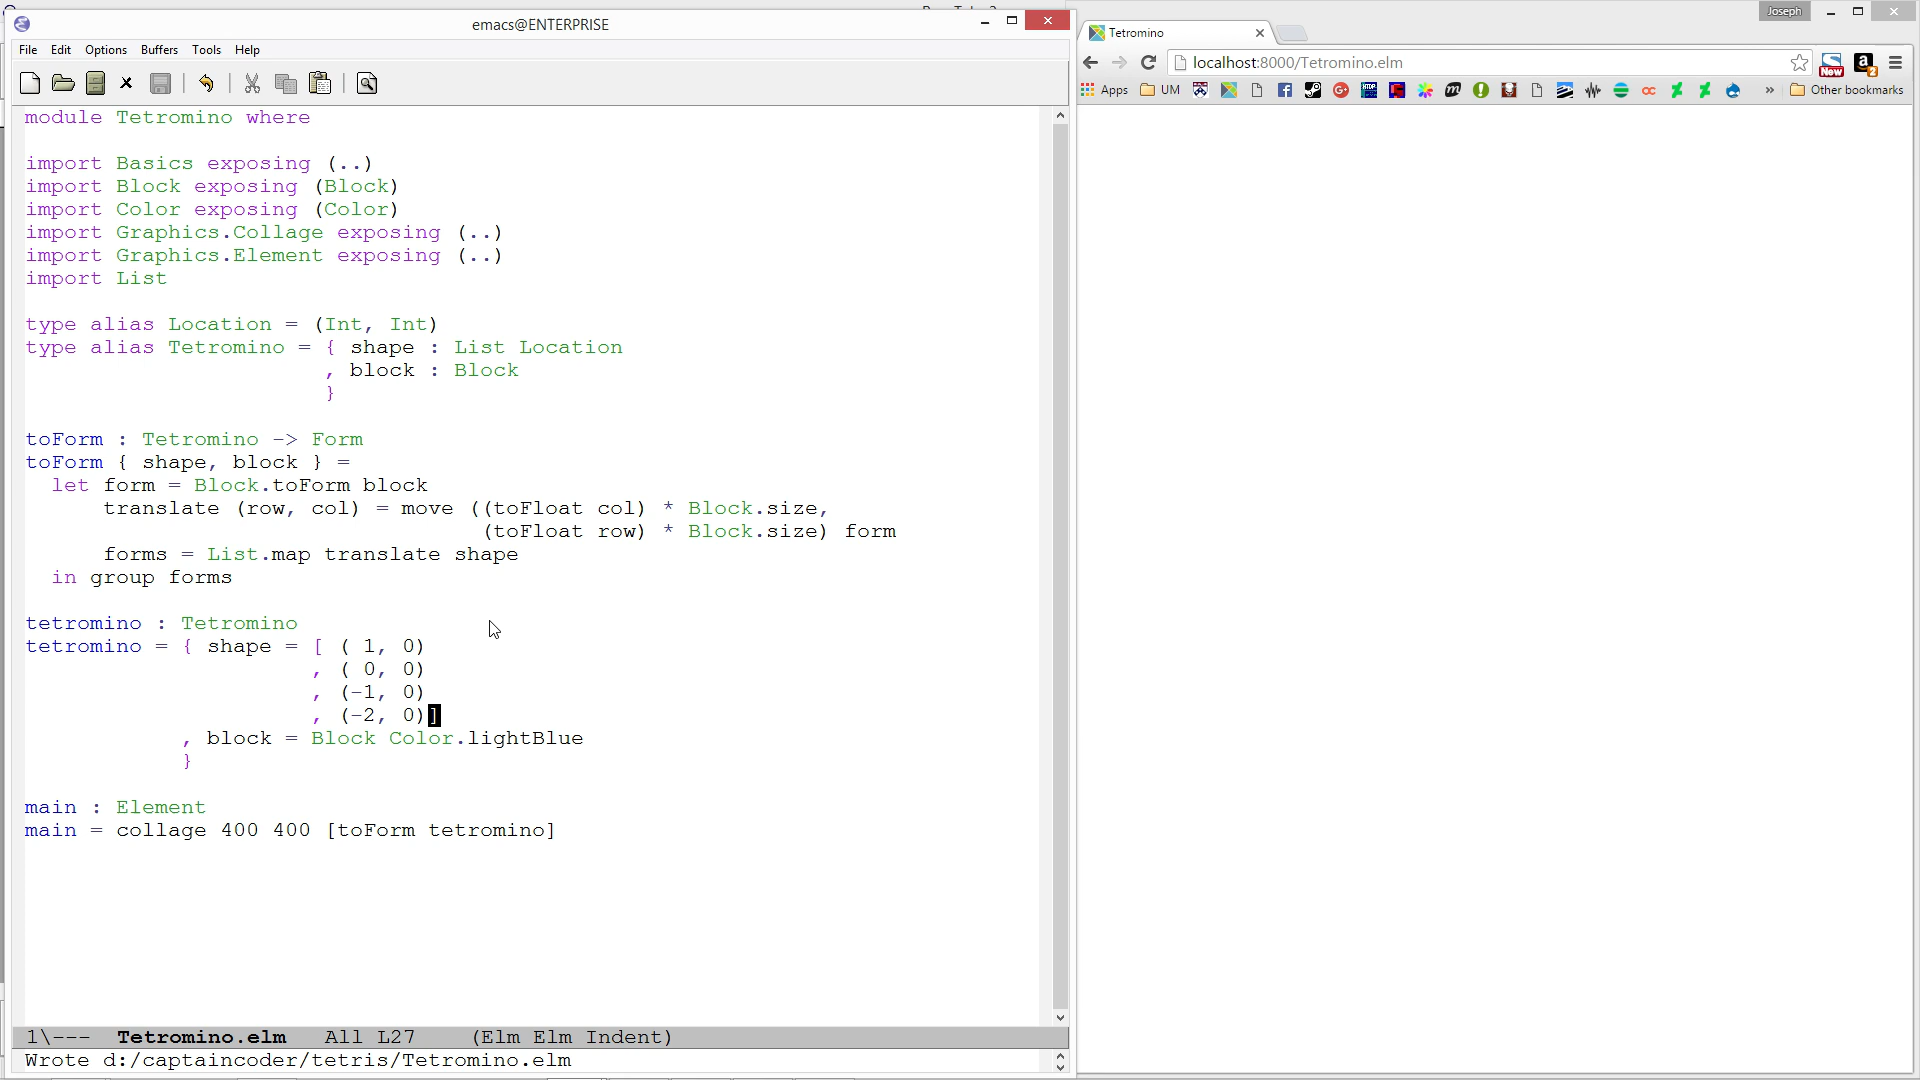 emacs@ENTERPRISE
File Edit Options Buffers Tools Help
module Tetromino where
import Basics exposing (..)
import Block exposing (Block)
import Color exposing (Color)
import Graphics.Collage exposing (..)
import Graphics.Element exposing (..)
import List
type alias Location = (Int, Int)
type alias Tetromino = { shape : List Location
, block : Block
}
toForm : Tetromino -> Form
toForm { shape, block } =
let form = Block.toForm block
translate (row, col) = move ((toFloat col) * Block.size,
(toFloat row) * Block.size) form
forms = List.map translate shape
in group forms
tetromino : Tetromino
tetromino = { shape = [ ( 1, 0)
, ( 0, 0)
, (-1, 0)
, (-2, 0)]
, block = Block Color.lightBlue
}
main : Element
main = collage 400 400 [toForm tetromino]
1\--- Tetromino.elm All L27 (Elm Elm Indent)
Wrote d:/captaincoder/tetris/Tetromino.elm
Joseph
Tetromino
localhost:8000/Tetromino.elm
New
a 2
Apps UM HTDP m cc » Other bookmarks